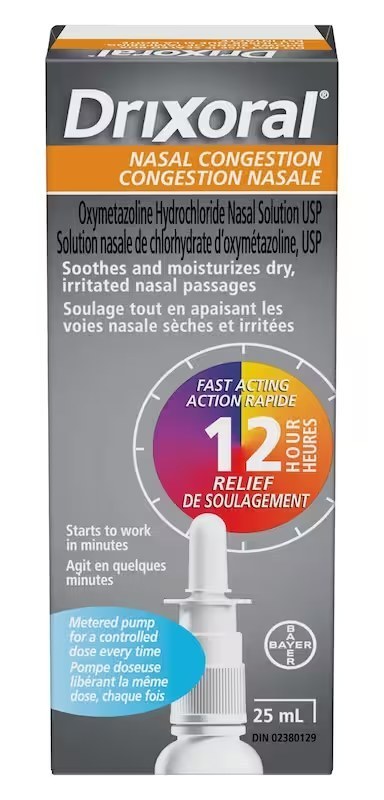 Drixoral®
NASAL CONGESTION
CONGESTION NASALE
Oxymetazoline Hydrochloride Nasal Solution USP
Solution nasale de chlorhydrate d'oxymétazoline, USP
Soothes and moisturizes dry,
irritated nasal passages
Soulage tout en apaisant les
voies nasale sèches et irritées
FAST ACTING
ACTION RAPIDE
12 HOUR
HEURES
RELIEF
DE SOULAGEMENT
Starts to work
in minutes
Agit en quelques
minutes
Metered pump
for a controlled
dose every time
Pompe doseuse
libérant la même
dose, chaque fois
BAYER
BAYER
25 mL
DIN 02380129